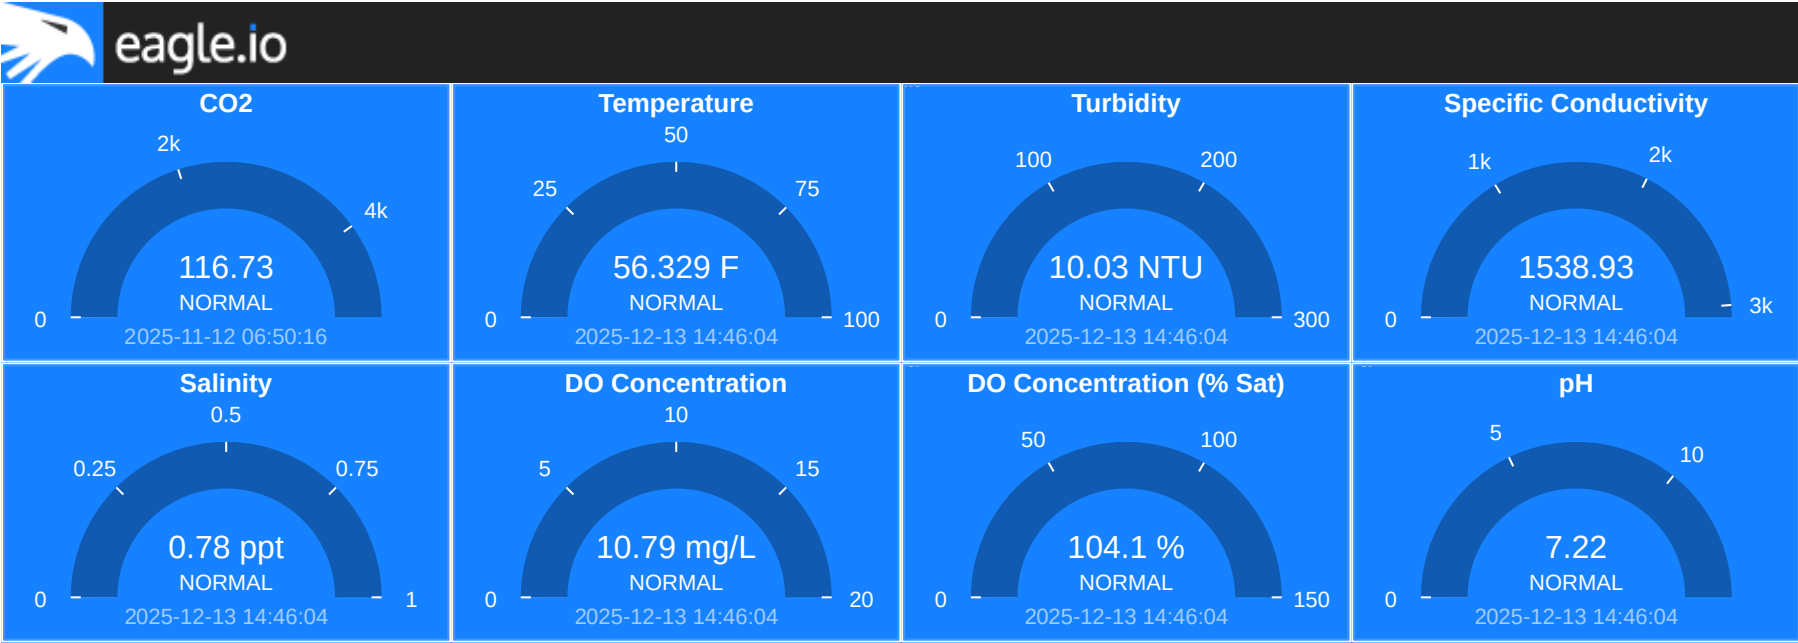 eagle.io
CO2
2k
4k
0
116.73
NORMAL
2025-11-12 06:50:16
Temperature
50
25
75
0
100
56.329 F
NORMAL
2025-12-13 14:46:04
Turbidity
100
200
0
300
10.03 NTU
NORMAL
2025-12-13 14:46:04
Specific Conductivity
1k
2k
0
3k
1538.93
NORMAL
2025-12-13 14:46:04
Salinity
0.5
0.25
0.75
0
1
0.78 ppt
NORMAL
2025-12-13 14:46:04
DO Concentration
10
5
15
0
20
10.79 mg/L
NORMAL
2025-12-13 14:46:04
DO Concentration (% Sat)
50
100
0
150
104.1 %
NORMAL
2025-12-13 14:46:04
pH
5
10
0
7.22
NORMAL
2025-12-13 14:46:04